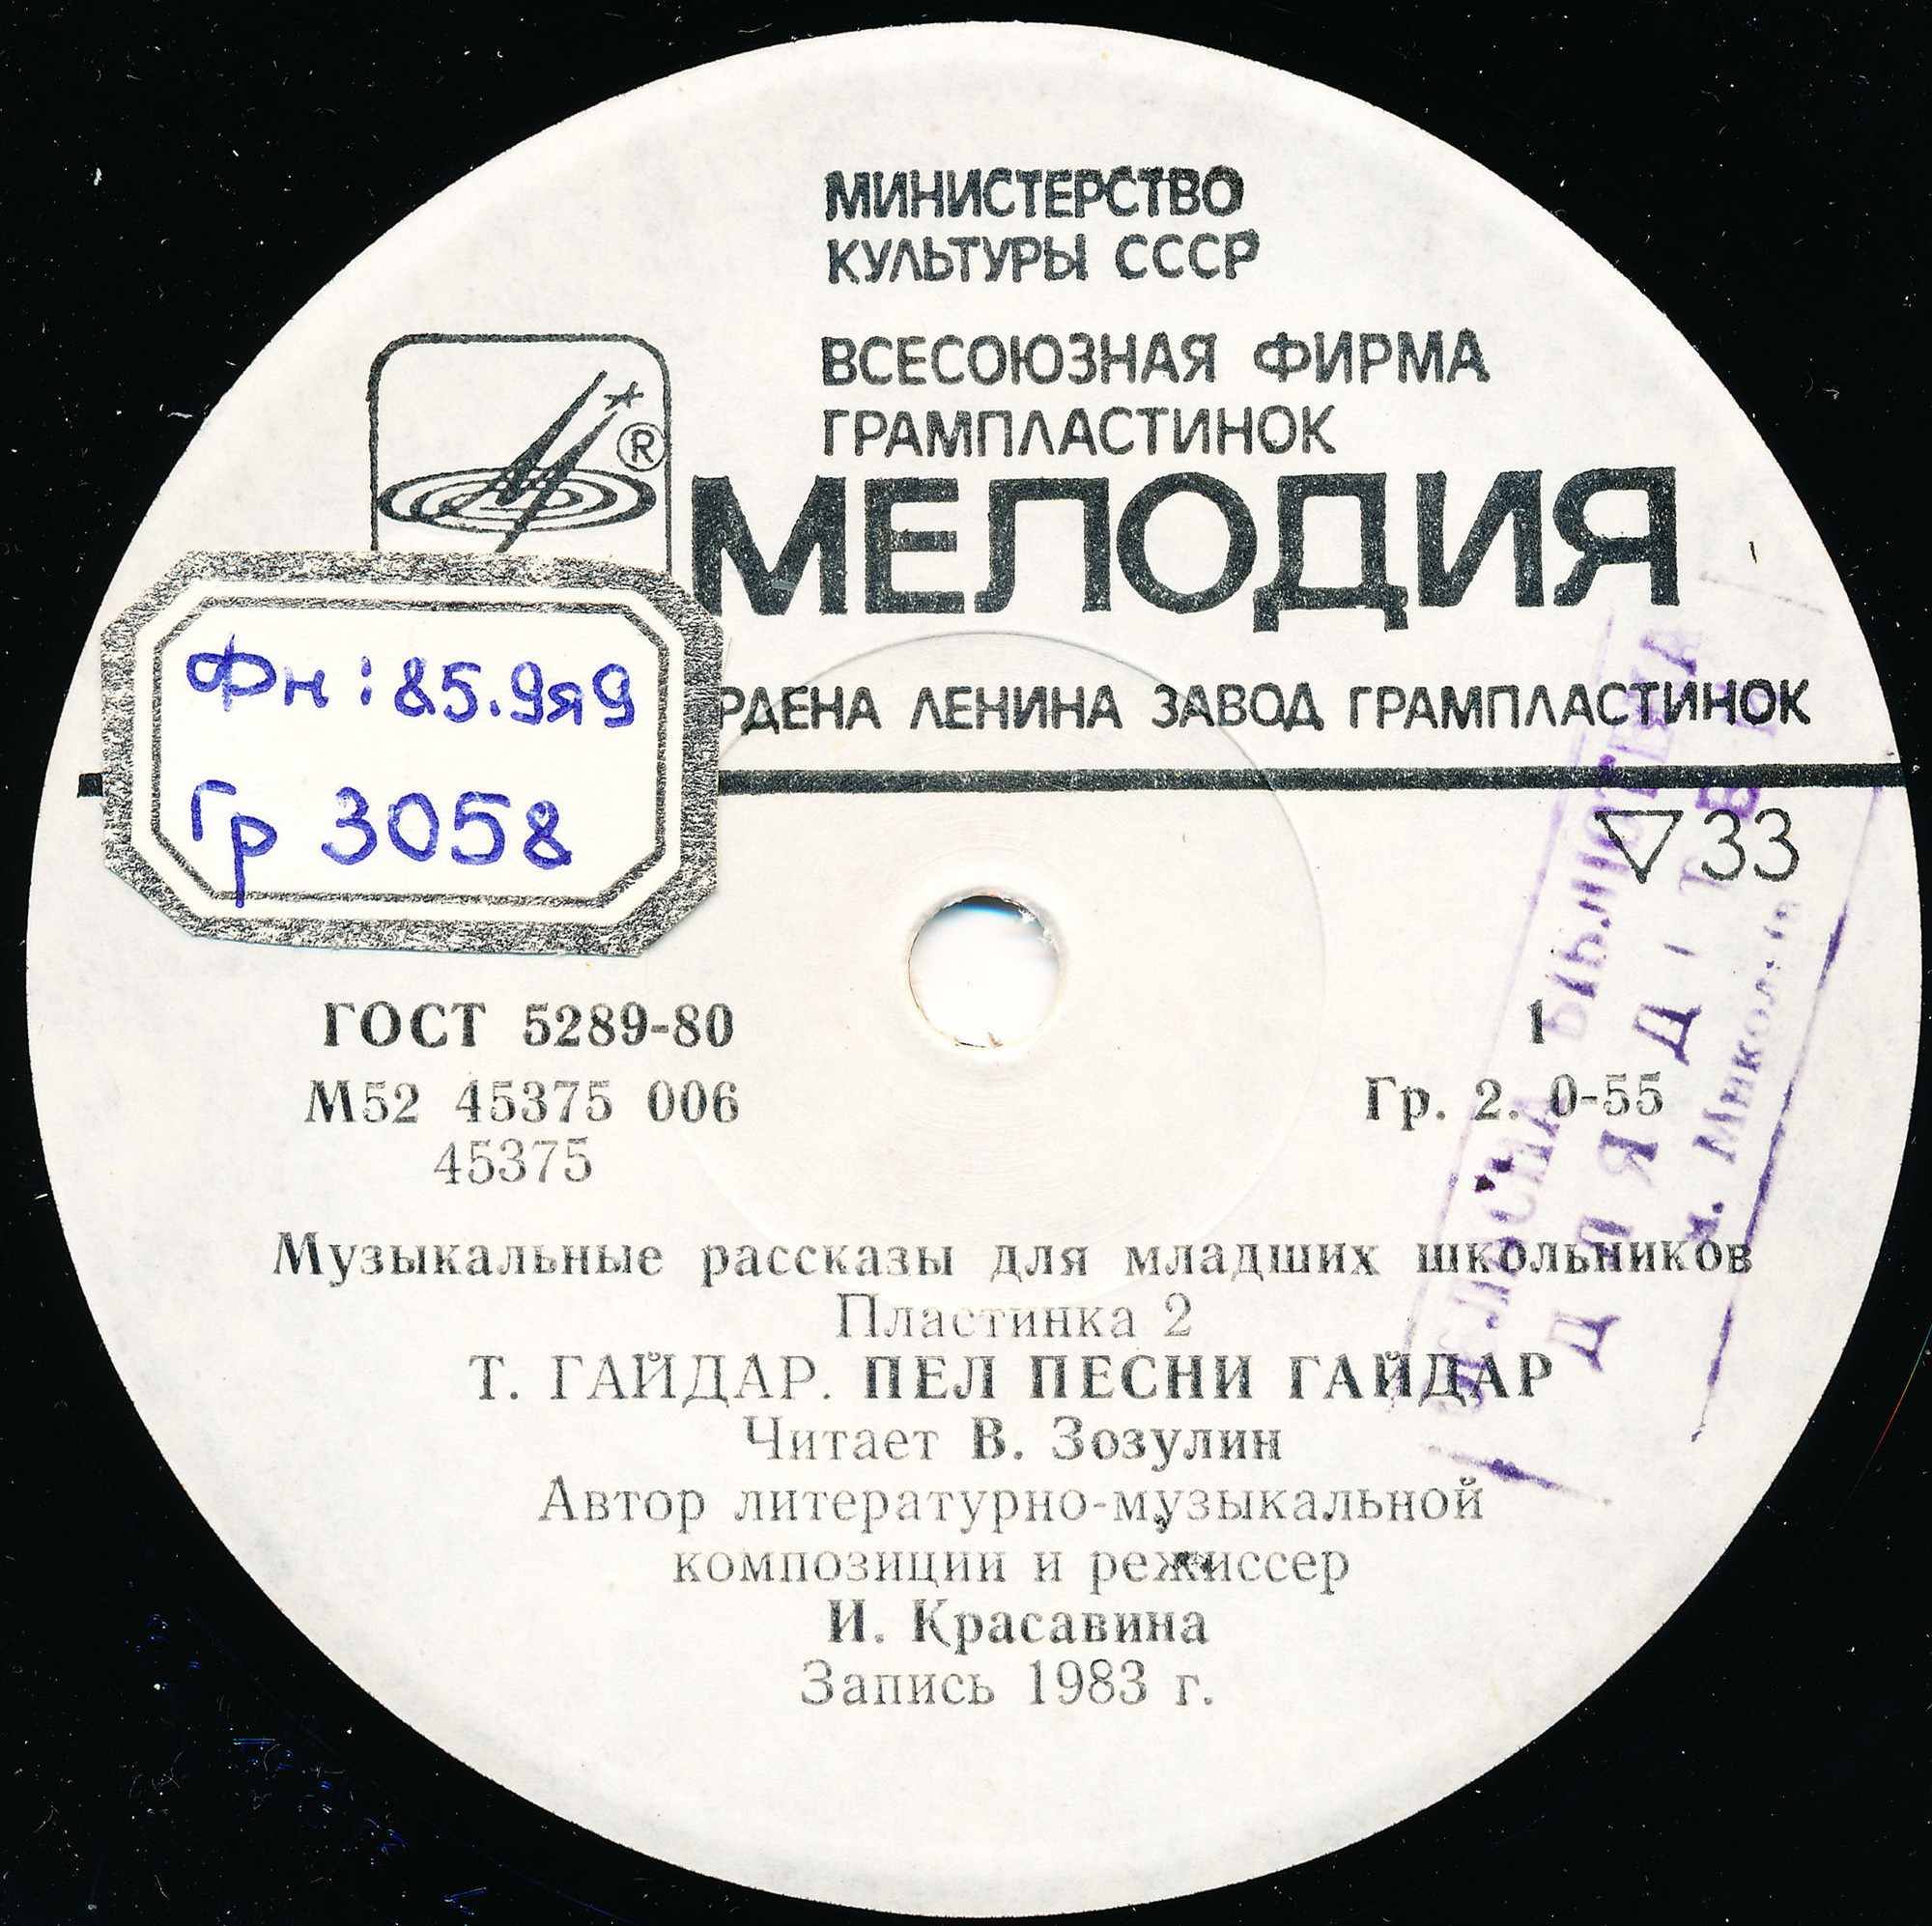 МИНИСТЕРСТВО
КУЛЬТУРЫ СССР
ВСЕСОЮЗНАЯ ФИРМА
ГРАМПЛАСТИНОК
®
МЕЛОДИЯ
РДЕНА ЛЕНИНА ЗАВОД ГРАМПЛАСТИНОК
Фн: 85.9я9
Гр 3058
▽ 33
ГОСТ 5289-80
1
М52 45375 006
Гр. 2. 0-55
45375
Музыкальные рассказы для младших школьников
Пластинка 2
Т. ГАЙДАР. ПЕЛ ПЕСНИ ГАЙДАР
Читает В. Зозулин
Автор литературно-музыкальной
композиции и режиссер
И. Красавина
Запись 1983 г.